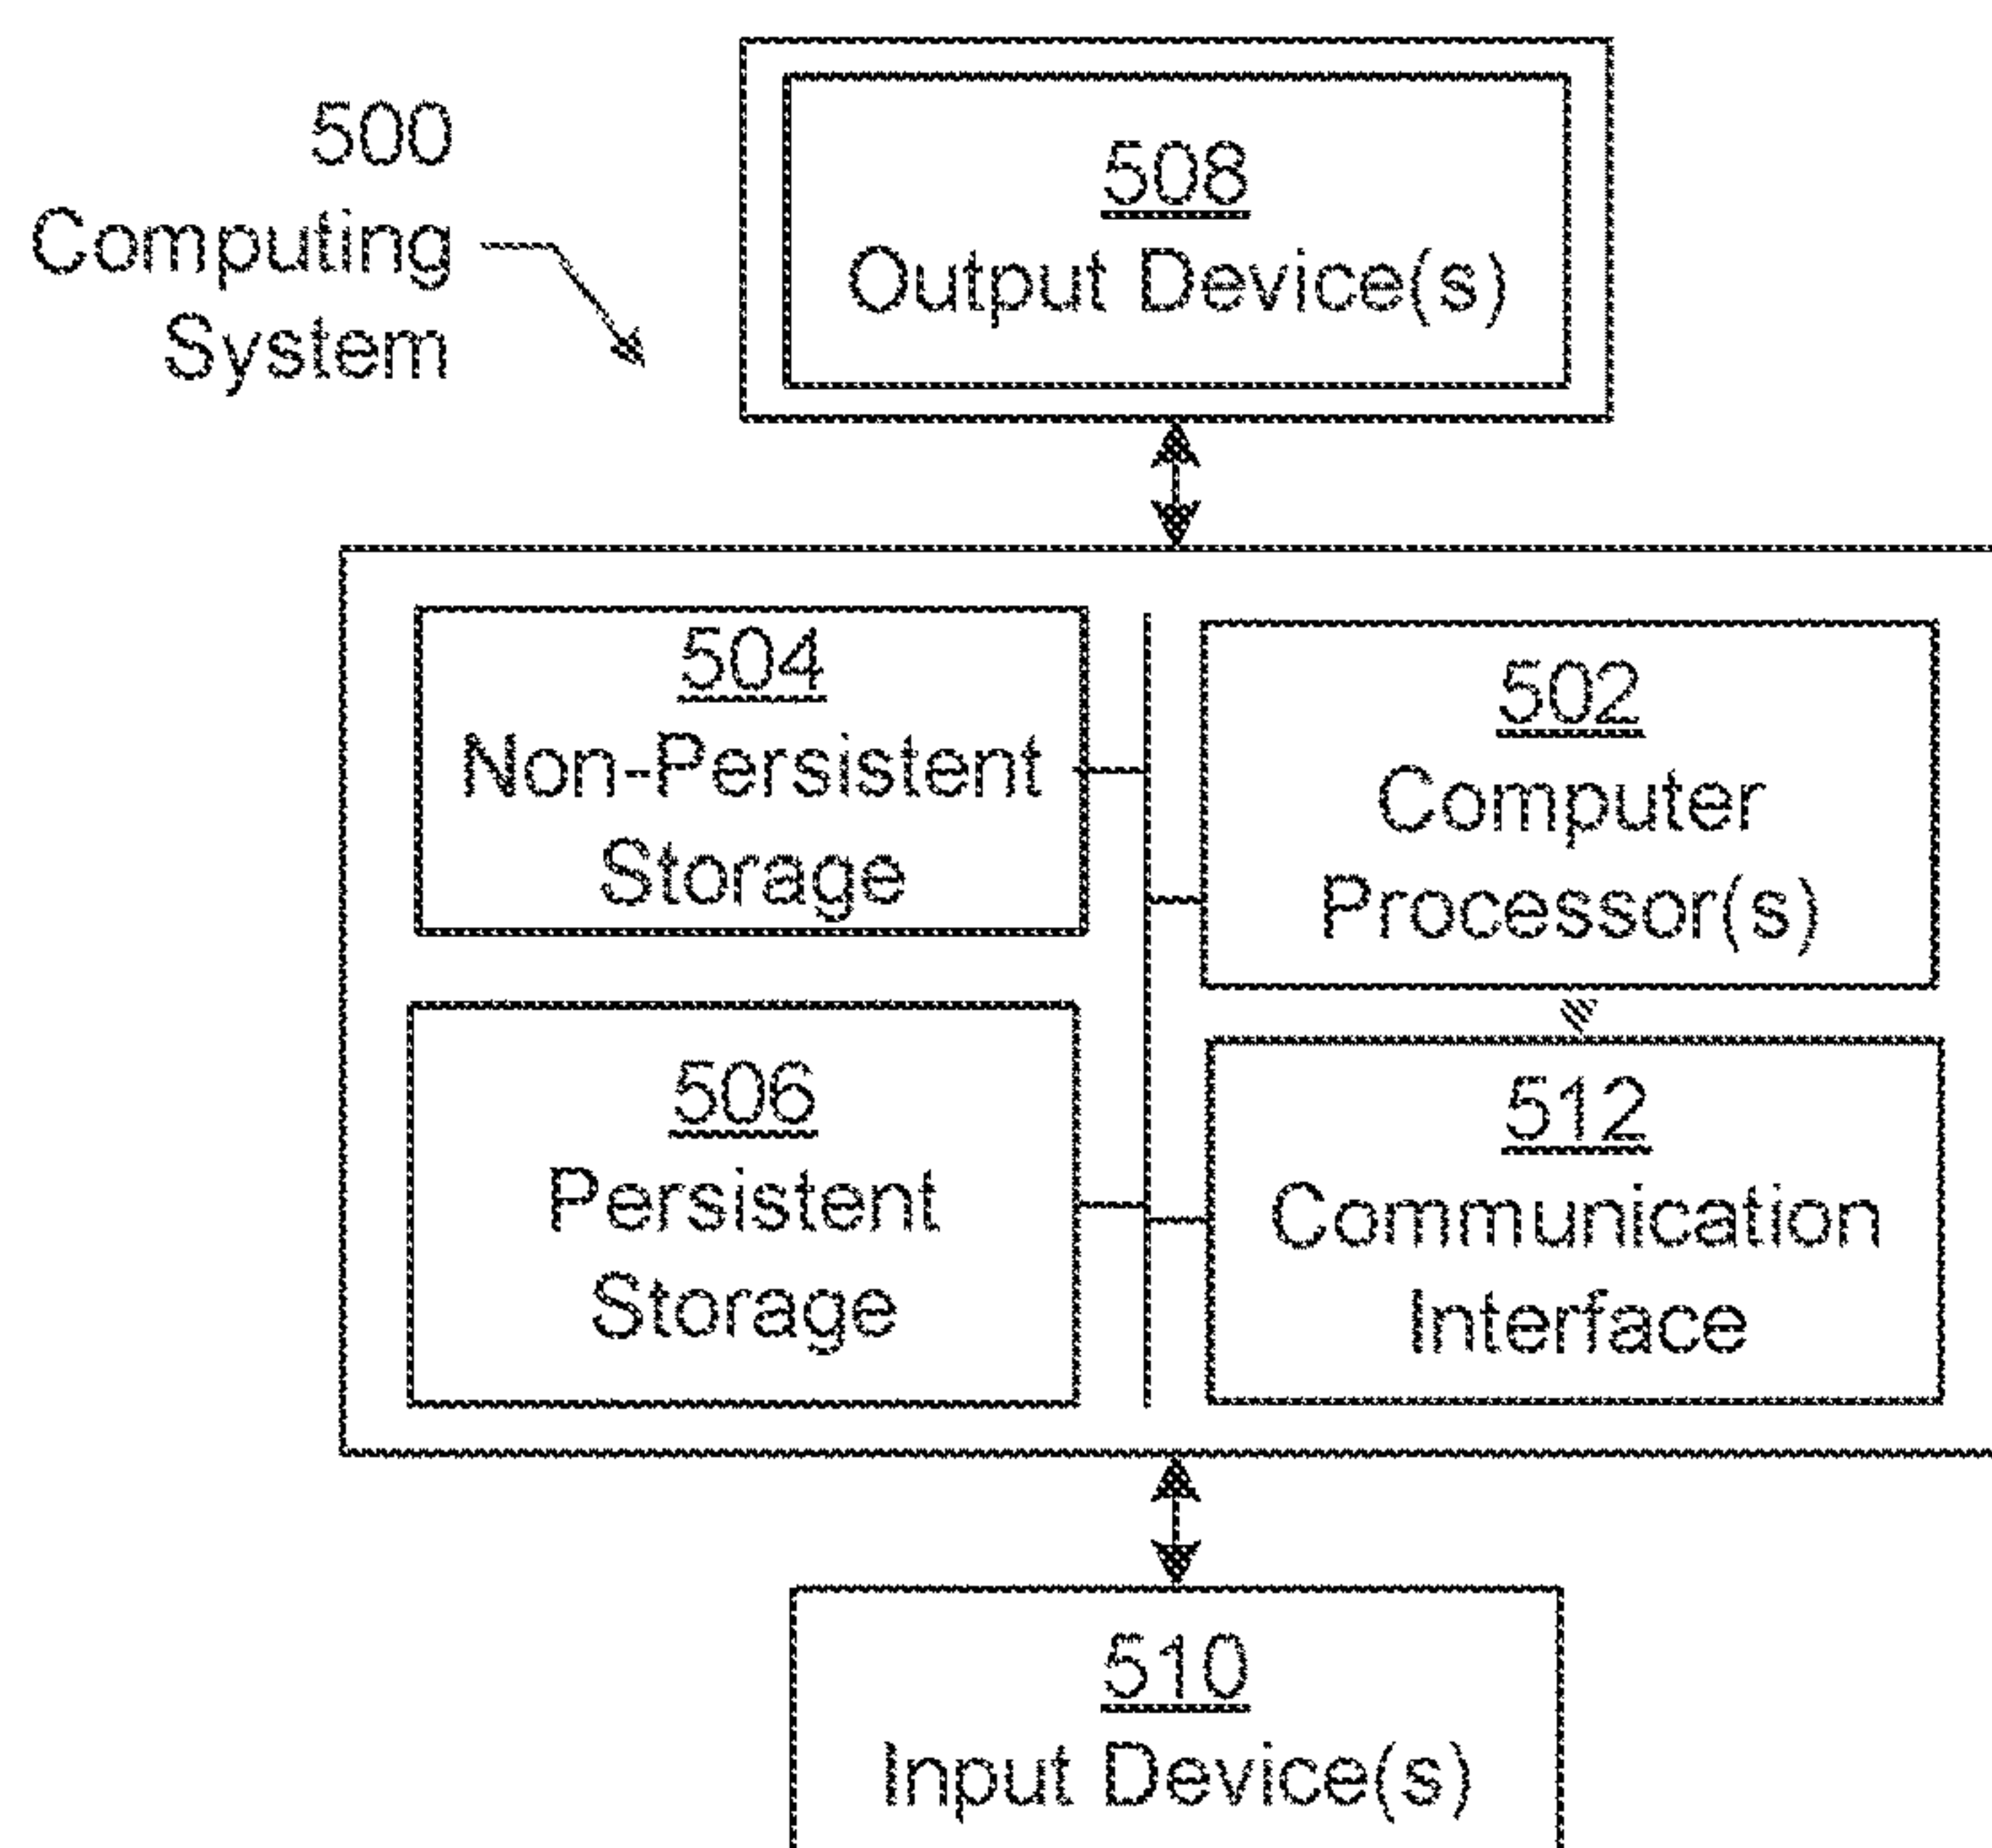 500
Computing
System
508
Output Device(s)
504
Non-Persistent
Storage
502
Computer
Processor(s)
506
Persistent
Storage
512
Communication
Interface
510
Input Device(s)